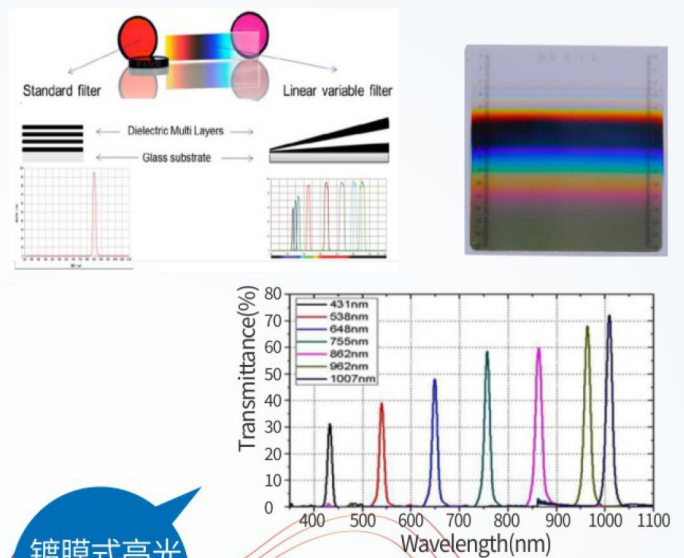 Standard filter
Linear variable filter
Dielectric Multi Layers
Glass substrate
Transmittance(%)
80
70
60
50
40
30
20
10
0
431nm
538nm
648nm
755nm
862nm
962nm
1007nm
400 500 600 700 800 900 1000 1100
Wavelength(nm)
镀膜式高光